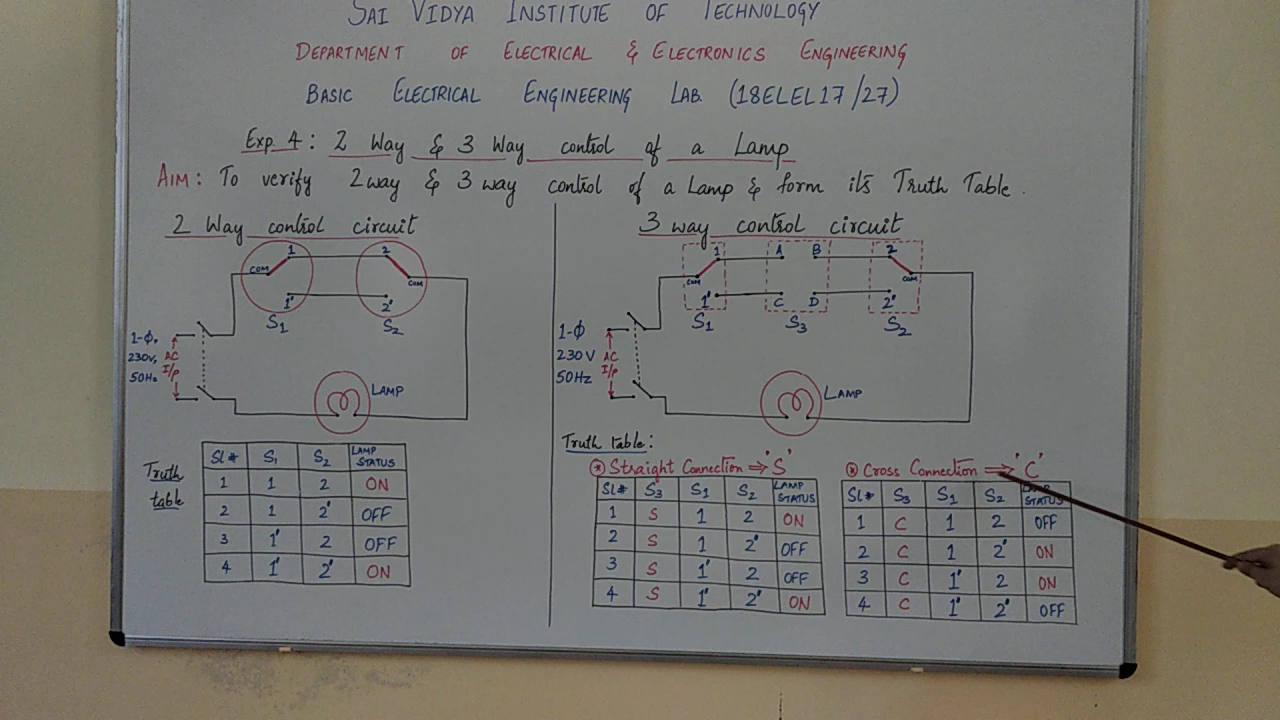 SAI VIDYA INSTITUTE OF TECHNOLOGY
DEPARTMENT OF ELECTRICAL & ELECTRONICS ENGINEERING
BASIC ELECTRICAL ENGINEERING LAB. (18ELEL17/27)
Exp. 4: 2 Way & 3 Way control of a Lamp
AIM: To verify 2way & 3 way control of a Lamp & form its Truth Table.
2 Way control circuit
1 2
COM COM
1' 2'
S1 S2
1-Φ,
230V, AC
50Hz I/P
LAMP
Truth table
Sl# S1 S2 LAMP STATUS
1 1 2 ON
2 1 2' OFF
3 1' 2 OFF
4 1' 2' ON
3 way control circuit
1 A B 2
COM COM
1' C D 2'
S1 S3 S2
1-Φ
230V AC
50Hz I/P
LAMP
Truth table:
* Straight Connection ⇒ 'S'
Sl# S3 S1 S2 LAMP STATUS
1 S 1 2 ON
2 S 1 2' OFF
3 S 1' 2 OFF
4 S 1' 2' ON
* Cross Connection ⇒ 'C'
Sl# S3 S1 S2 LAMP STATUS
1 C 1 2 OFF
2 C 1 2' ON
3 C 1' 2 ON
4 C 1' 2' OFF